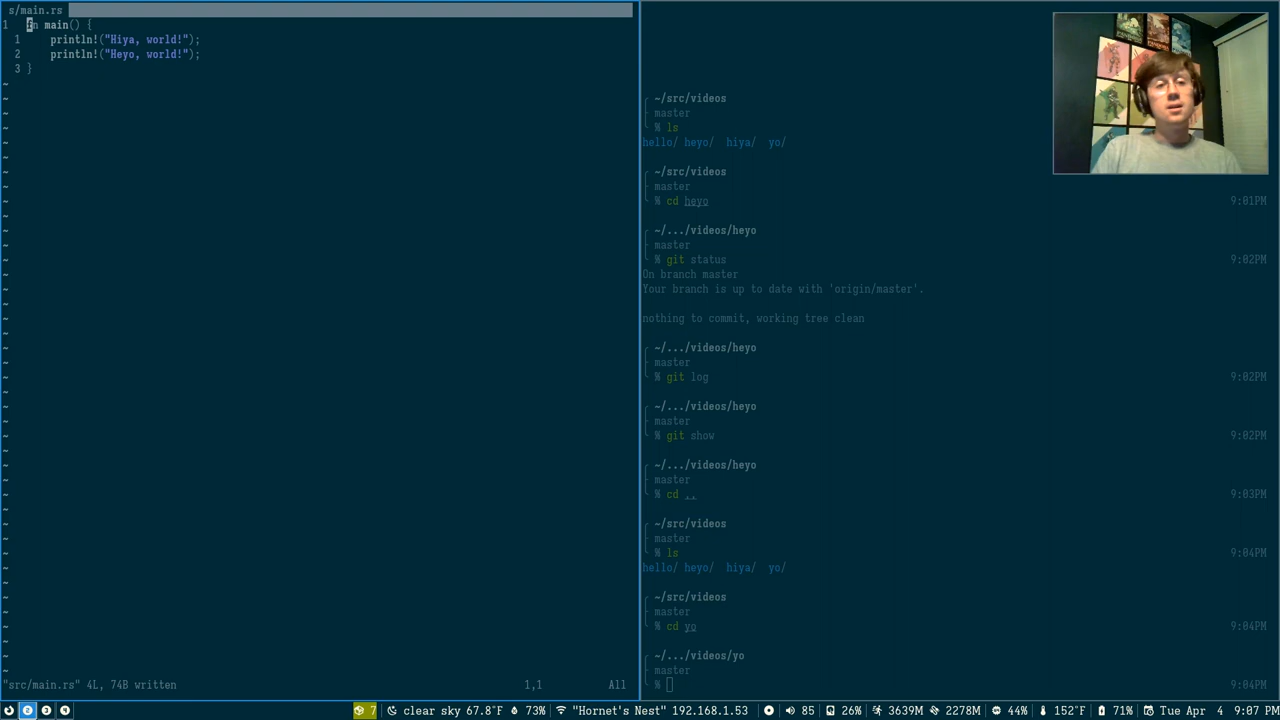 s/main.rs
1 fn main() {
1 println!("Hiya, world!");
2 println!("Heyo, world!");
3 }
"src/main.rs" 4L, 74B written 1,1 All
~/src/videos
master
% ls
hello/ heyo/ hiya/ yo/
~/src/videos
master
% cd heyo 9:01PM
~/.../videos/heyo
master
% git status 9:02PM
On branch master
Your branch is up to date with 'origin/master'.
nothing to commit, working tree clean
~/.../videos/heyo
master
% git log 9:02PM
~/.../videos/heyo
master
% git show 9:02PM
~/.../videos/heyo
master
% cd .. 9:03PM
~/src/videos
master
% ls 9:04PM
hello/ heyo/ hiya/ yo/
~/src/videos
master
% cd yo 9:04PM
~/.../videos/yo
master
% 9:04PM
2 3 4 7 clear sky 67.8°F 73% "Hornet's Nest" 192.168.1.53 85 26% 3639M 2278M 44% 152°F 71% Tue Apr 4 9:07 PM